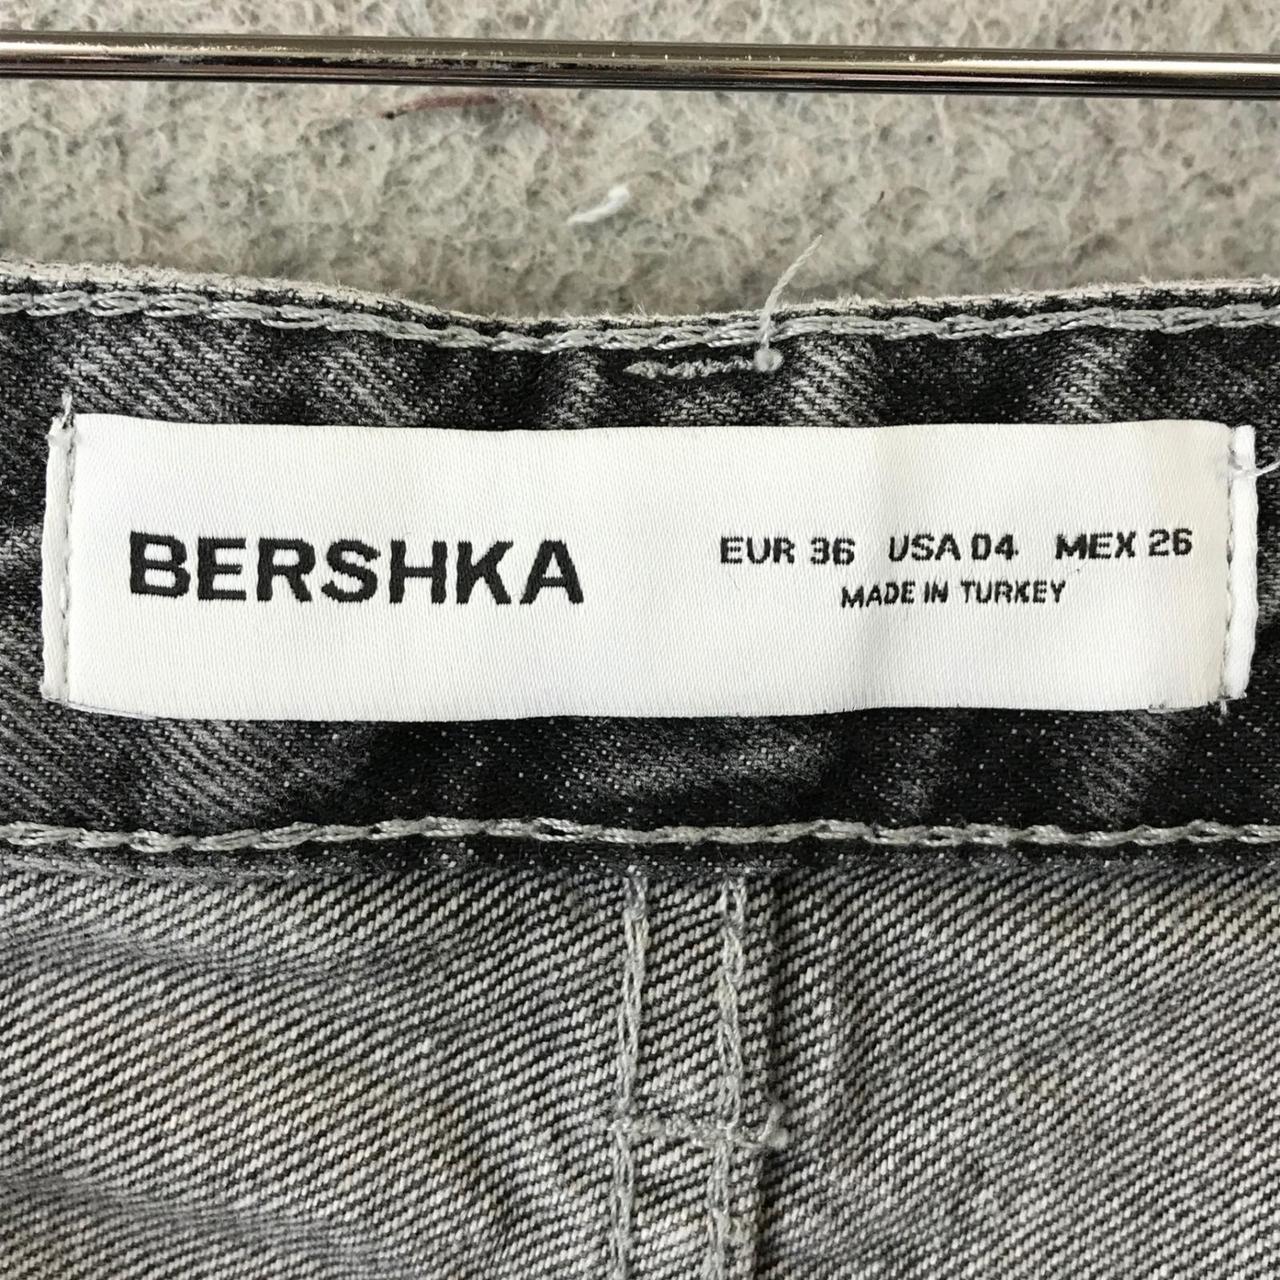 BERSHKA
EUR 36 USA 04 MEX 26
MADE IN TURKEY